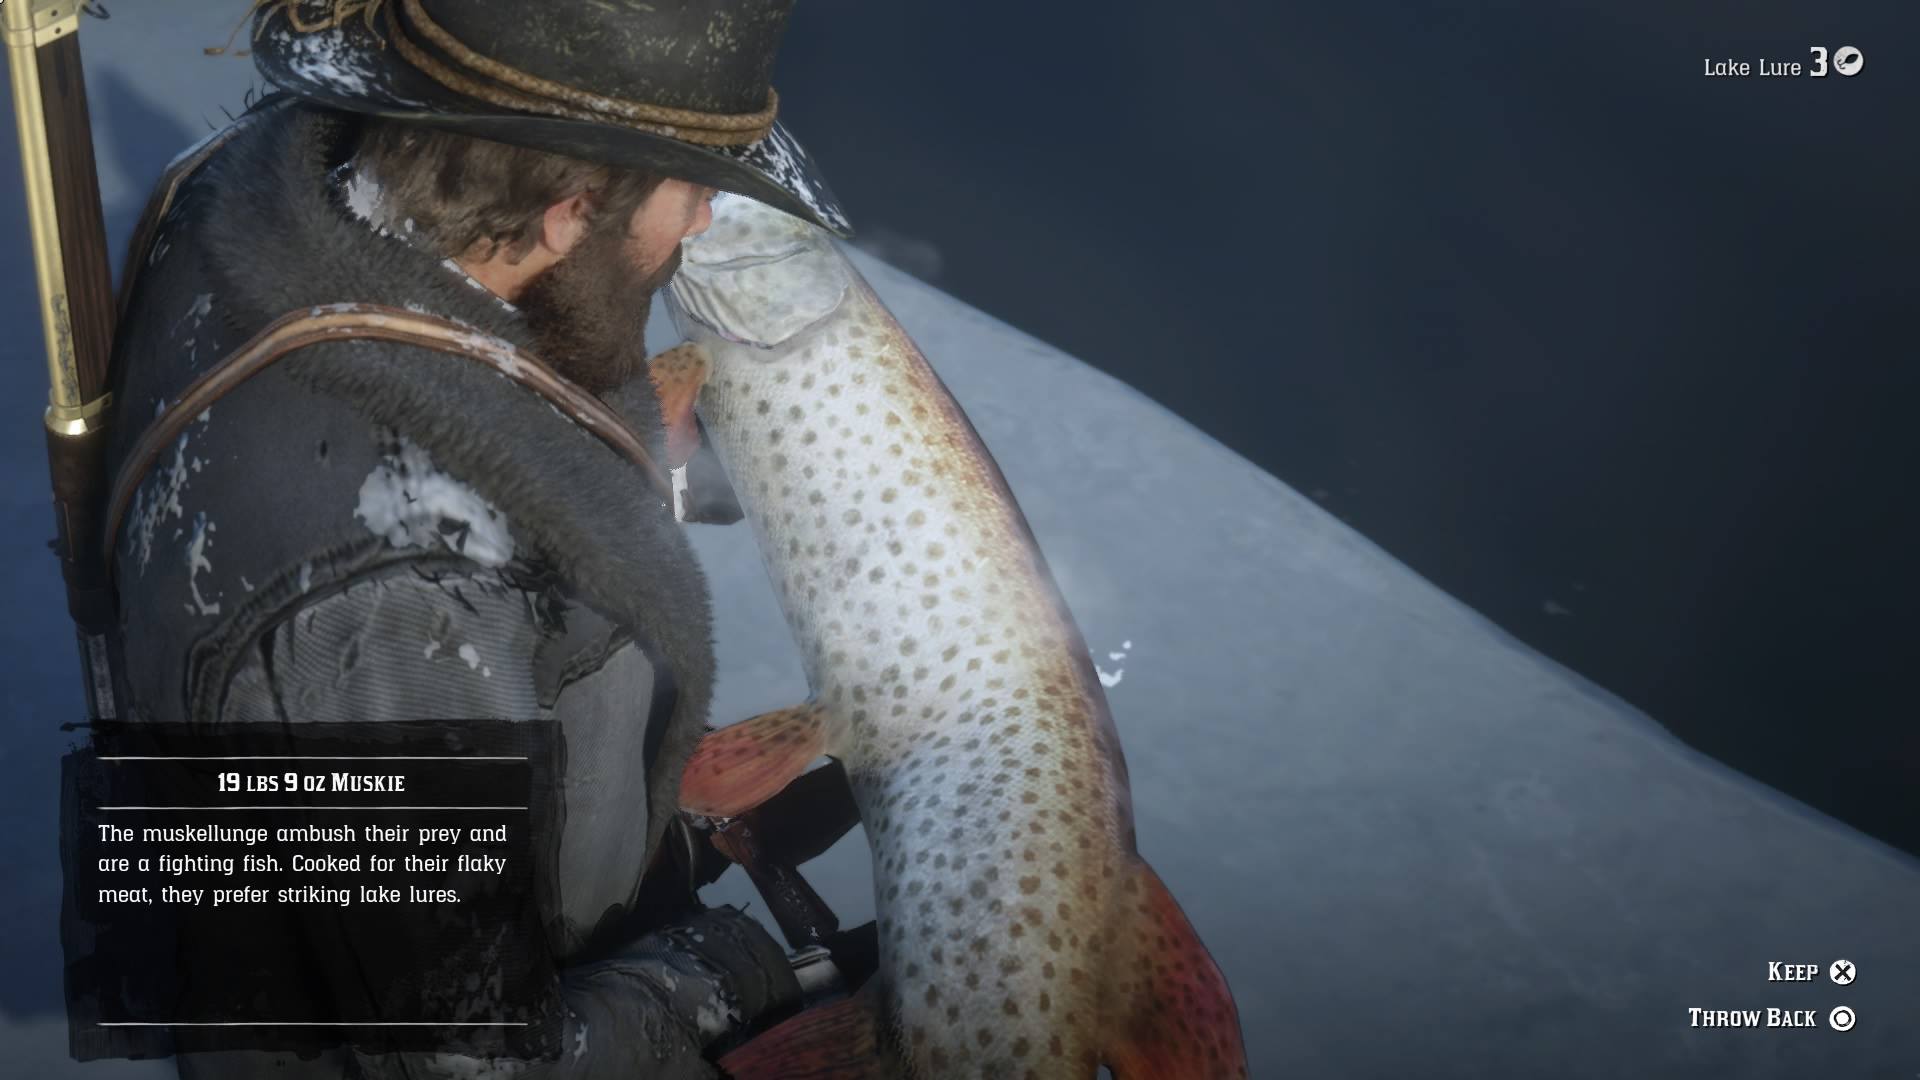 Lake Lure 3
19 LBS 9 OZ MUSKIE
The muskellunge ambush their prey and
are a fighting fish. Cooked for their flaky
meat, they prefer striking lake lures.
KEEP
THROW BACK